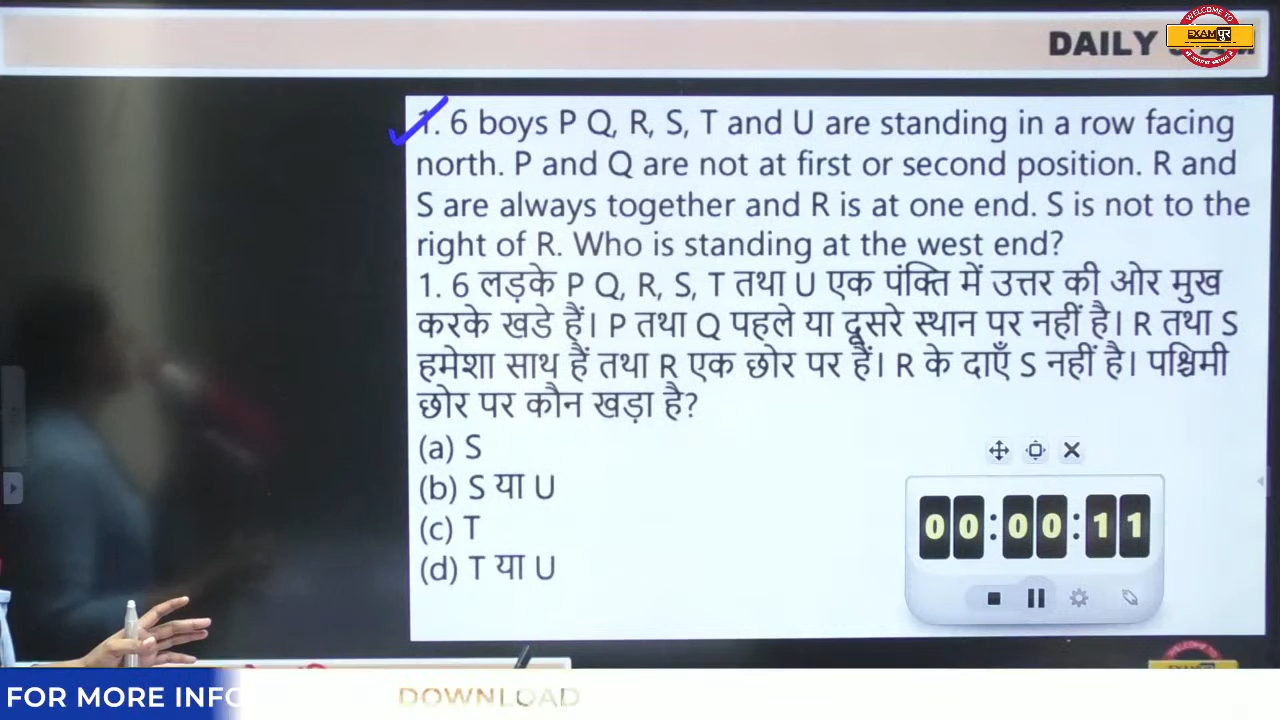 DAILY
WELCOME TO
EXAM पुर
1. 6 boys P Q, R, S, T and U are standing in a row facing
north. P and Q are not at first or second position. R and
S are always together and R is at one end. S is not to the
right of R. Who is standing at the west end?
1. 6 लड़के P Q, R, S, T तथा U एक पंक्ति में उत्तर की ओर मुख
करके खडे हैं। P तथा Q पहले या दूसरे स्थान पर नहीं है। R तथा S
हमेशा साथ हैं तथा R एक छोर पर हैं। R के दाएँ S नहीं है। पश्चिमी
छोर पर कौन खड़ा है?
(a) S
(b) S या U
(c) T
(d) T या U
00:00:11
FOR MORE INFO
DOWNLOAD